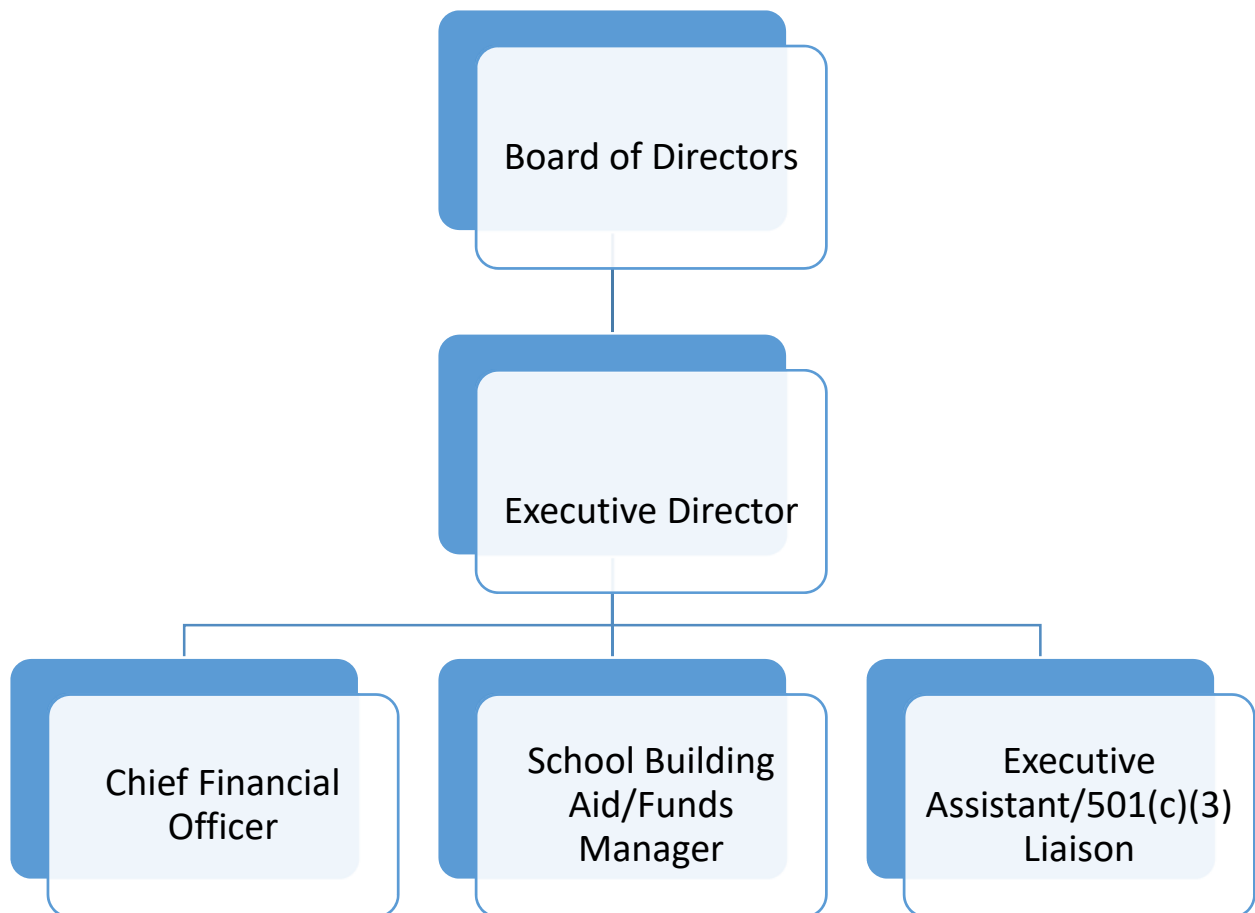 Board of Directors
Executive Director
Chief Financial
Officer
School Building
Aid/Funds
Manager
Executive
Assistant/501(c)(3)
Liaison